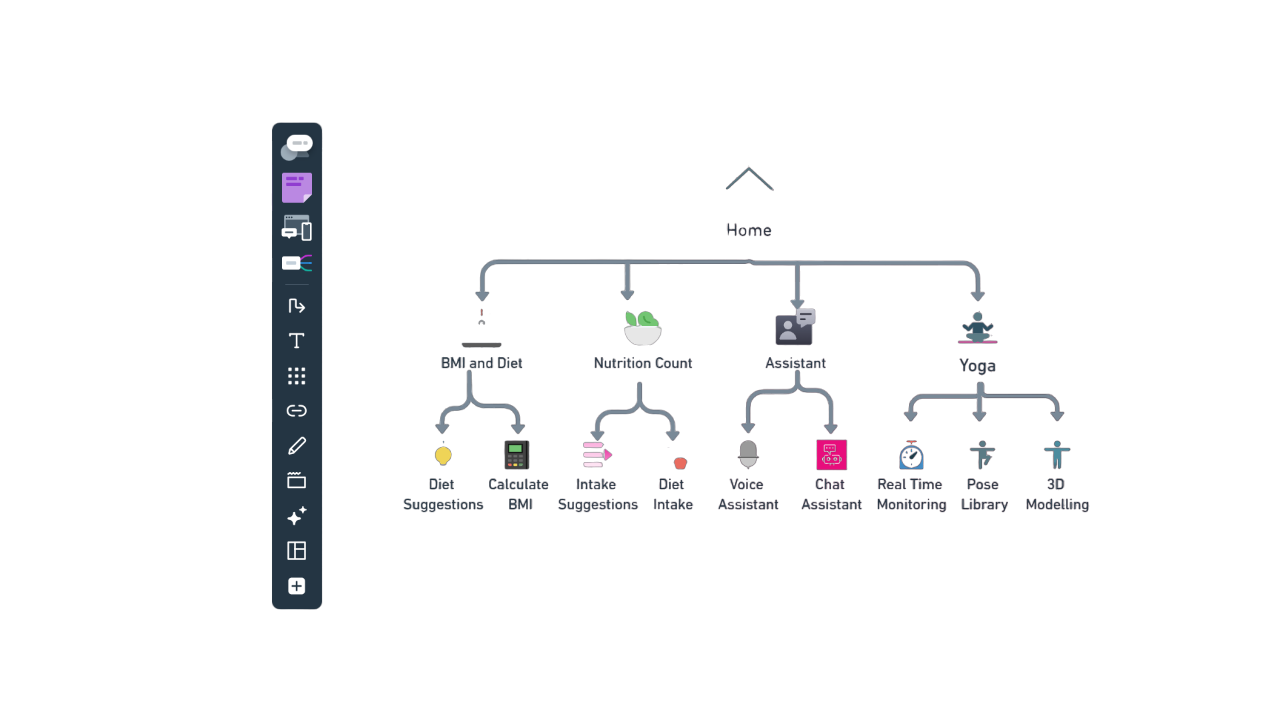 Home
BMI and Diet
Nutrition Count
Assistant
Yoga
Diet
Suggestions
Calculate
BMI
Intake
Suggestions
Diet
Intake
Voice
Assistant
Chat
Assistant
Real Time
Monitoring
Pose
Library
3D
Modelling